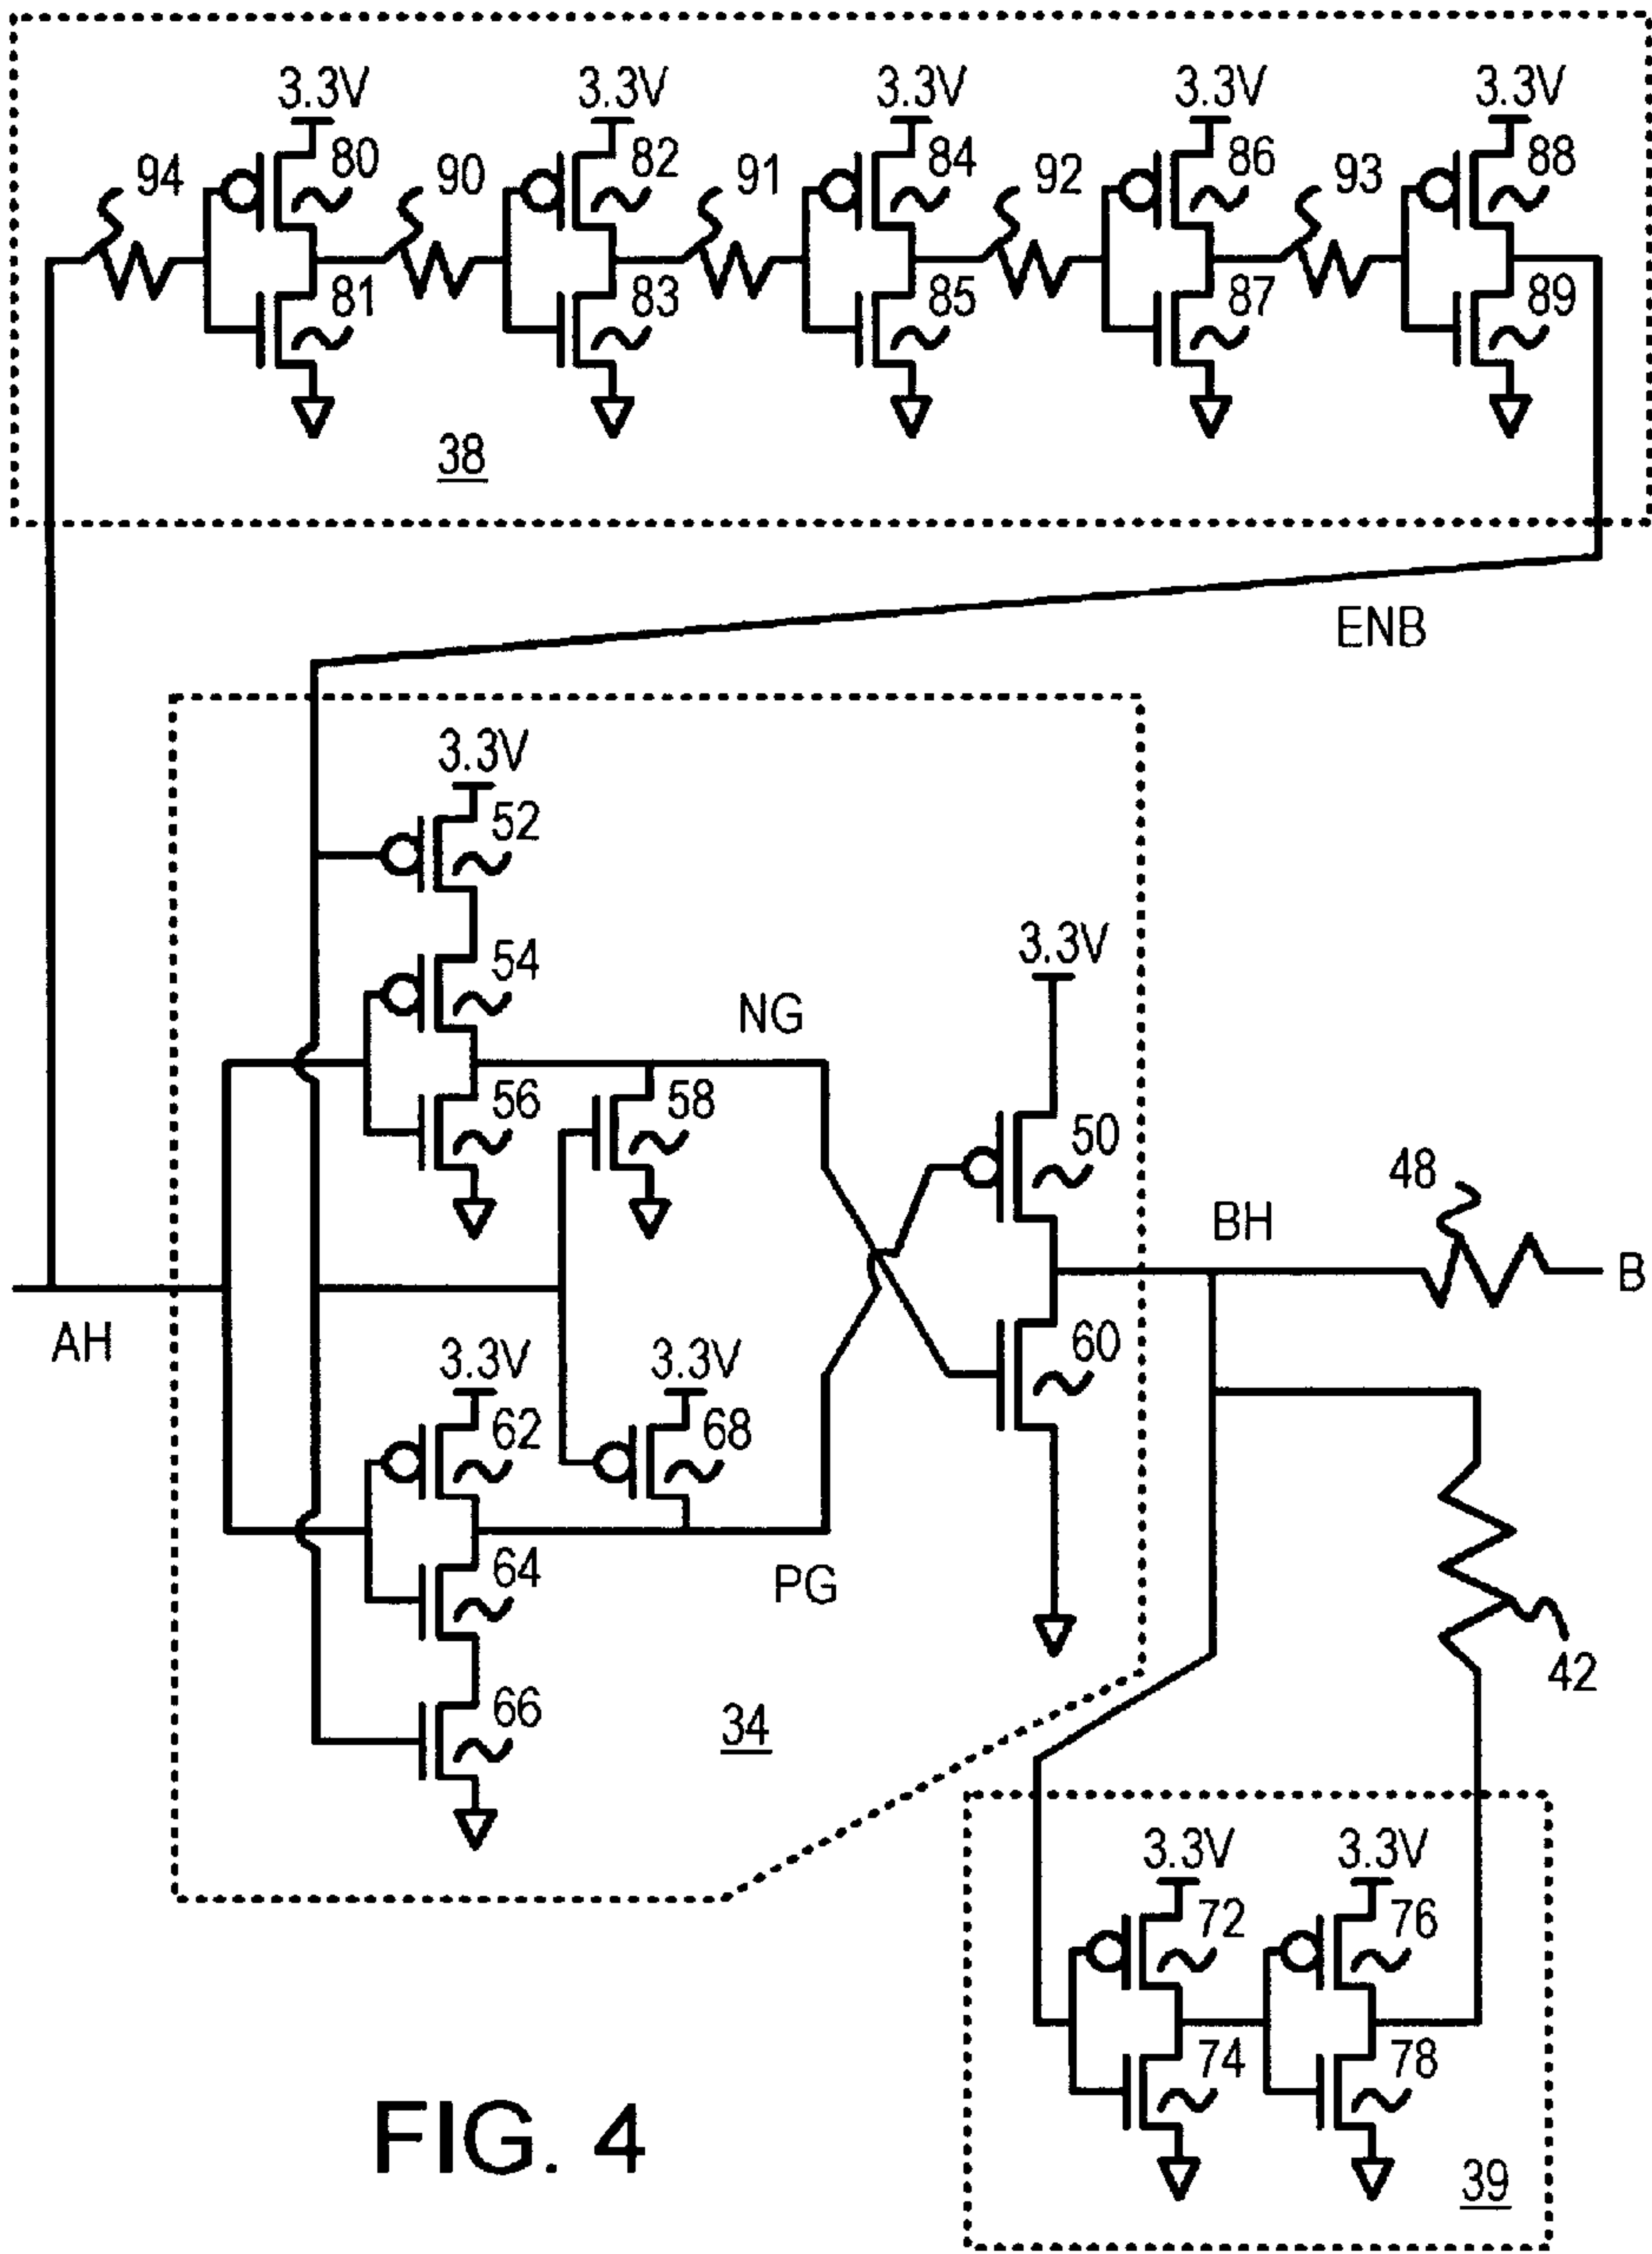 3.3V 3.3V 3.3V 3.3V 3.3V
94 80 90 82 91 84 92 86 93 88
81 83 85 87 89
38
ENB
3.3V
52
3.3V
54
NG
56 58 50
48
BH
B
AH
60
3.3V 3.3V
62 68
64
PG
42
66
34
3.3V 3.3V
72 76
74 78
FIG. 4
39